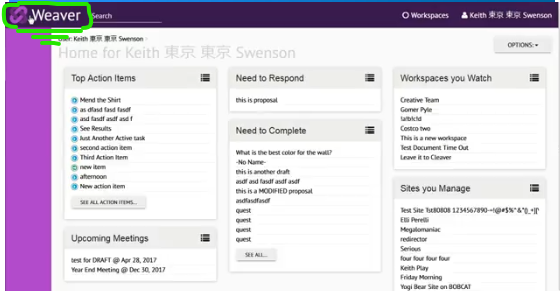 Weaver
Search
Workspaces
Keith 東京 東京 Swenson
User: Keith 東京 東京 Swenson
Home for Keith 東京 東京 Swenson
OPTIONS:
Top Action Items
Mend the Shirt
as dfasd fasd fasdf
asd fasdf asdf asd f
See Results
Just Another Active task
second action item
Third Action Item
new item
afternoon
New action item
SEE ALL ACTION ITEMS...
Upcoming Meetings
test for DRAFT @ Apr 28, 2017
Year End Meeting @ Dec 30, 2017
Need to Respond
this is proposal
Need to Complete
What is the best color for the wall?
-No Name-
this is another draft
asdf asd fasdf asdf asdf
this is a MODIFIED proposal
asdfasdfasdf
quest
quest
quest
quest
SEE ALL...
Workspaces you Watch
Creative Team
Gomer Pyle
Costco two
This is a new workspace
Test Document Time Out
Leave it to Cleaver
Sites you Manage
Test Site Tst80808
Elli Perelli
Megalomaniac
redirector
Serious
four four four four
Keith Play
Friday Morning
Yogi Bear Site on BOBCAT